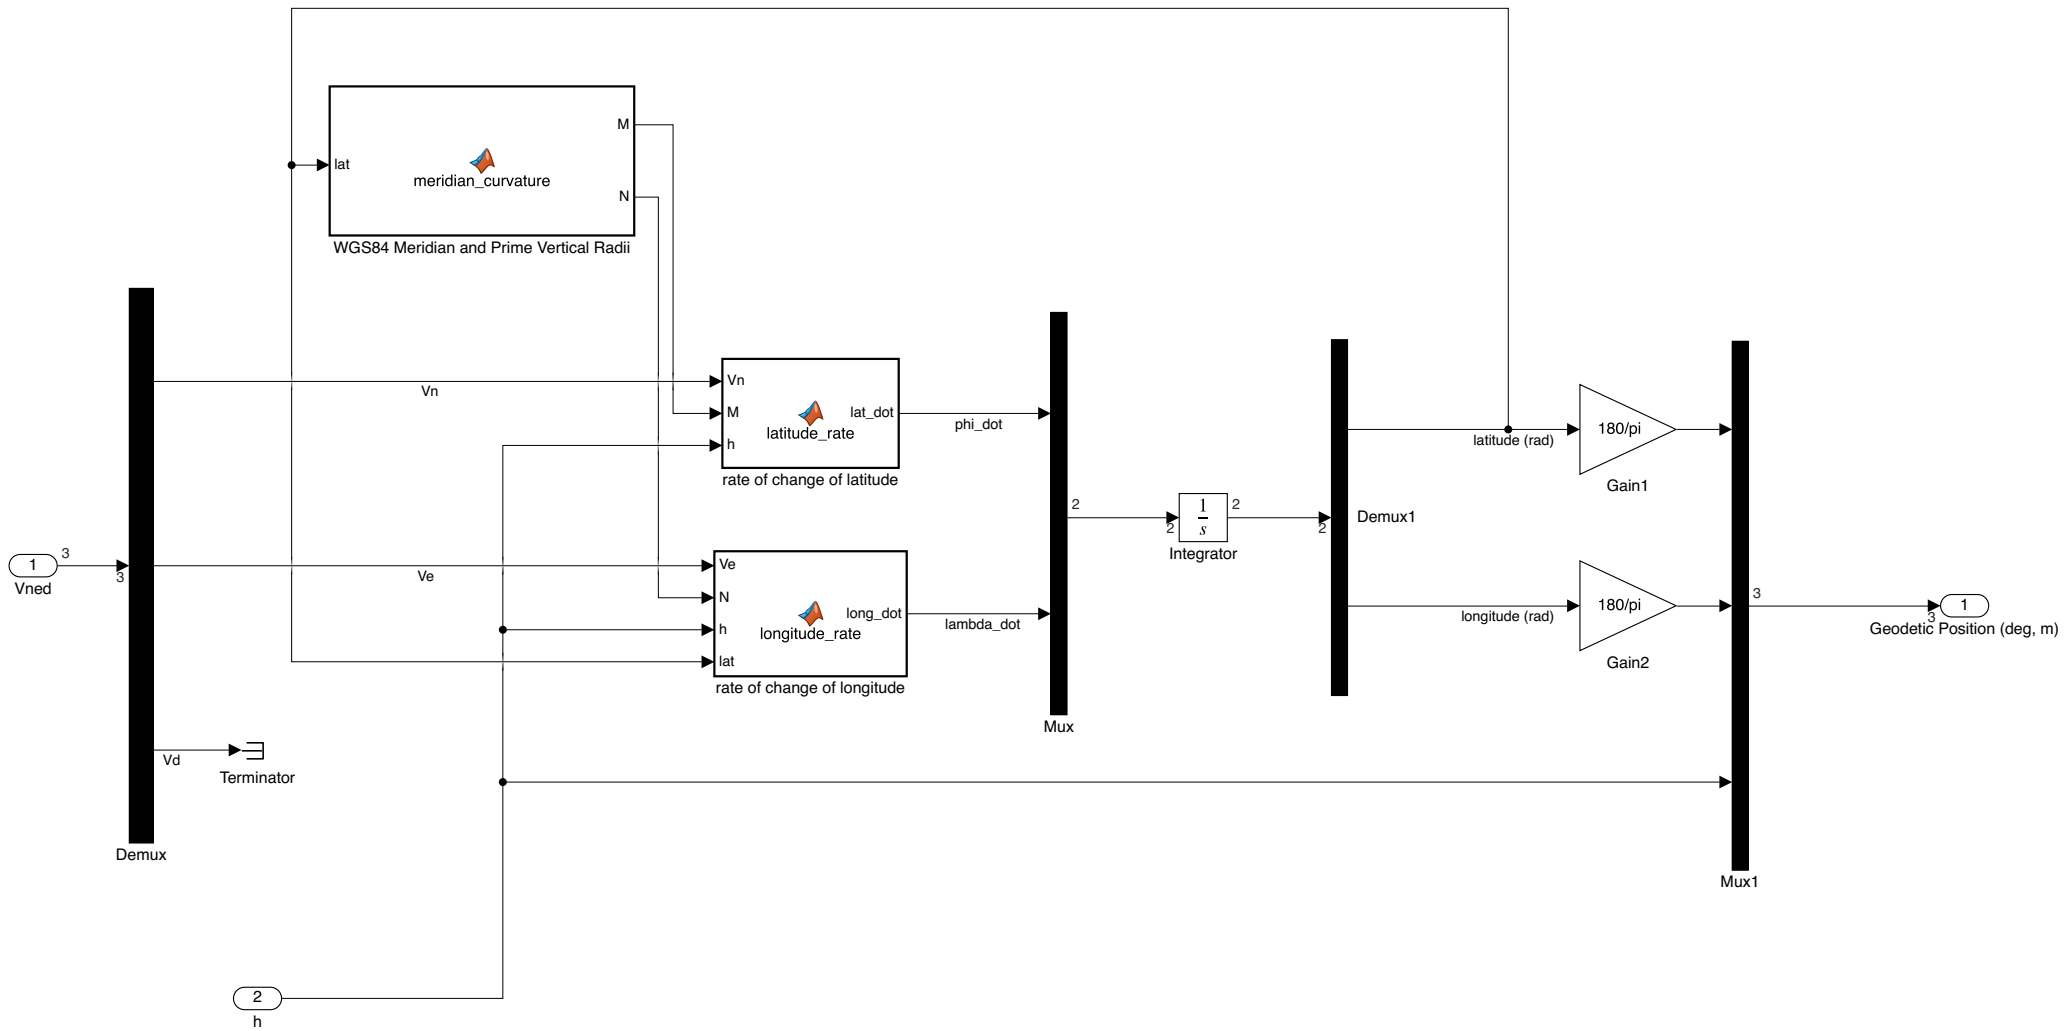 M
lat
meridian_curvature
N
WGS84 Meridian and Prime Vertical Radii
Vn
Vn
M
lat_dot
latitude_rate
h
phi_dot
rate of change of latitude
180/pi
latitude (rad)
Gain1
2
1
s
2
2
2
Integrator
Demux1
3
1
3
Vned
Ve
Ve
N
long_dot
longitude_rate
h
lat
lambda_dot
rate of change of longitude
180/pi
longitude (rad)
Gain2
3
1
3
Geodetic Position (deg, m)
Mux
Vd
Terminator
Demux
Mux1
2
h